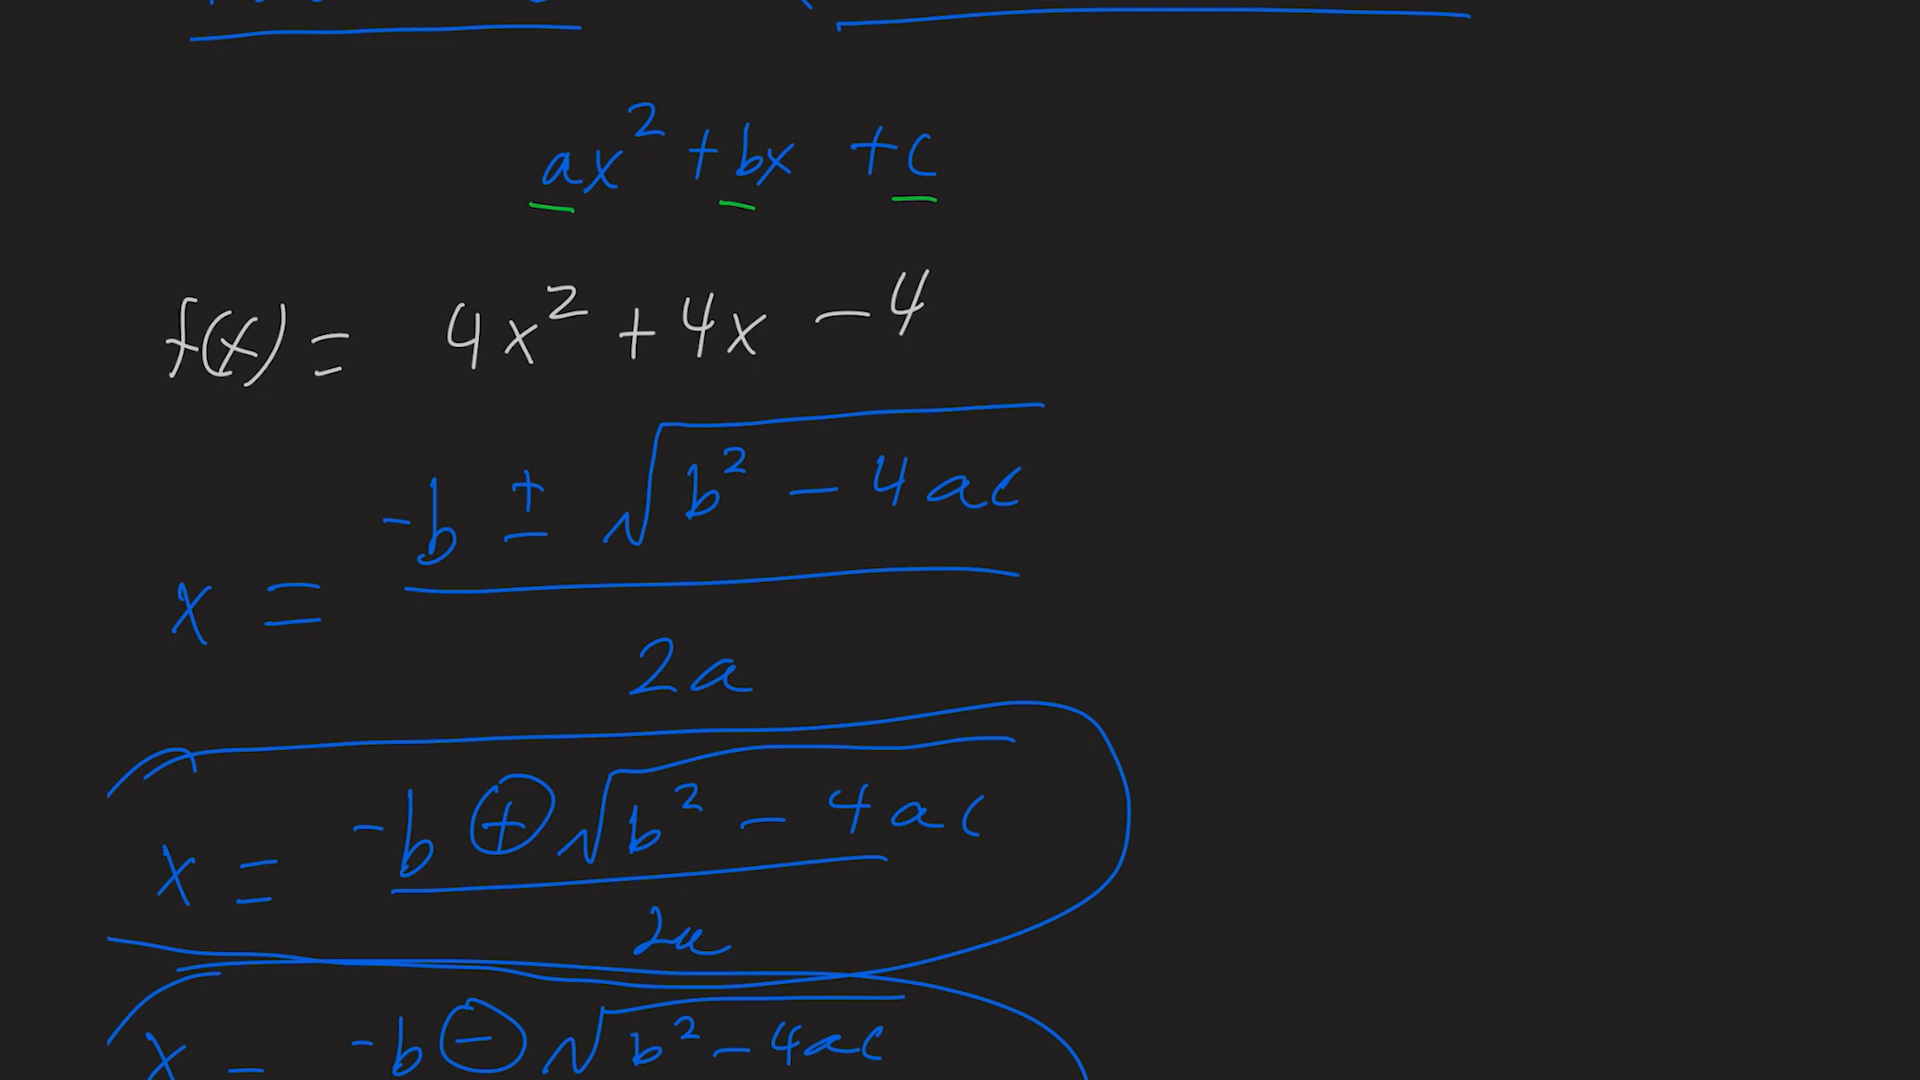 ax² + bx + c
f(x) = 4x² + 4x - 4
x = (-b ± √(b² - 4ac)) / 2a
x = (-b + √(b² - 4ac)) / 2a
x = -b - √(b² - 4ac)